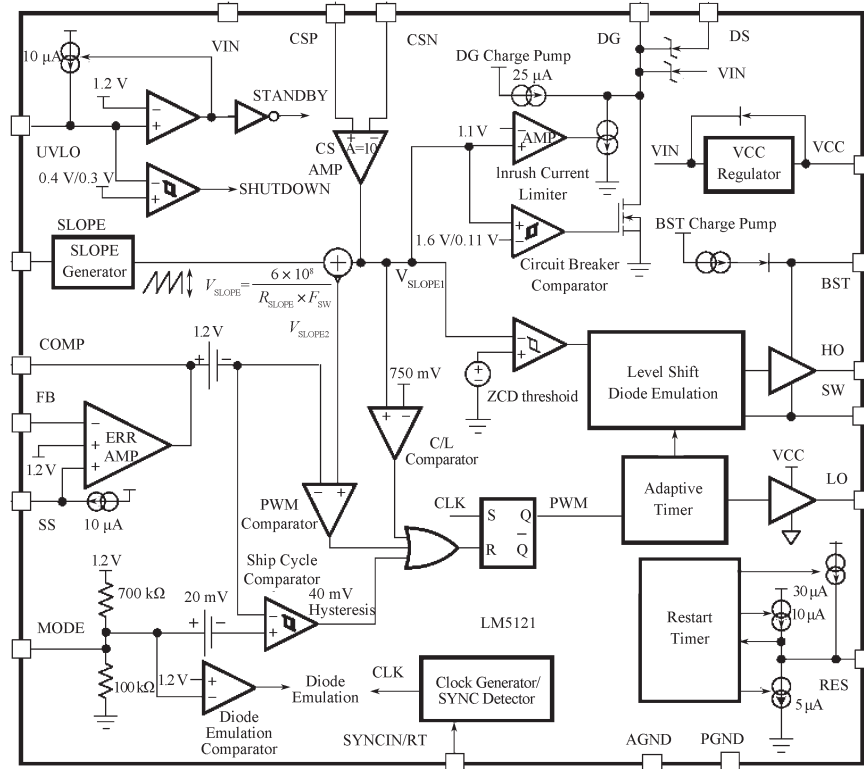 VIN
CSP
CSN
DG
DS
10 μA
DG Charge Pump
25 μA
VIN
1.2 V
STANDBY
1.1 V
AMP
UVLO
CS
A=10
AMP
Inrush Current
Limiter
VIN
VCC
Regulator
VCC
0.4 V/0.3 V
SHUTDOWN
SLOPE
SLOPE
Generator
1.6 V/0.11 V
Circuit Breaker
Comparator
BST Charge Pump
BST
V_SLOPE = 6 × 10⁸ / R_SLOPE × F_SW
V_SLOPE1
V_SLOPE2
COMP
1.2 V
750 mV
ZCD threshoid
Level Shift
Diode Emulation
HO
SW
FB
ERR
AMP
1.2V
C/L
Comparator
SS
10 μA
PWM
Comparator
CLK
S
Q
R
Q̅
PWM
Adaptive
Timer
VCC
LO
1.2 V
700 kΩ
Ship Cycle
Comparator
20 mV
40 mV
Hysteresis
MODE
LM5121
Restart
Timer
30 μA
10 μA
RES
5 μA
100 kΩ
1.2V
Diode
Emulation
Diode
Emulation
Comparator
CLK
Clock Generator/
SYNC Detector
SYNCIN/RT
AGND
PGND